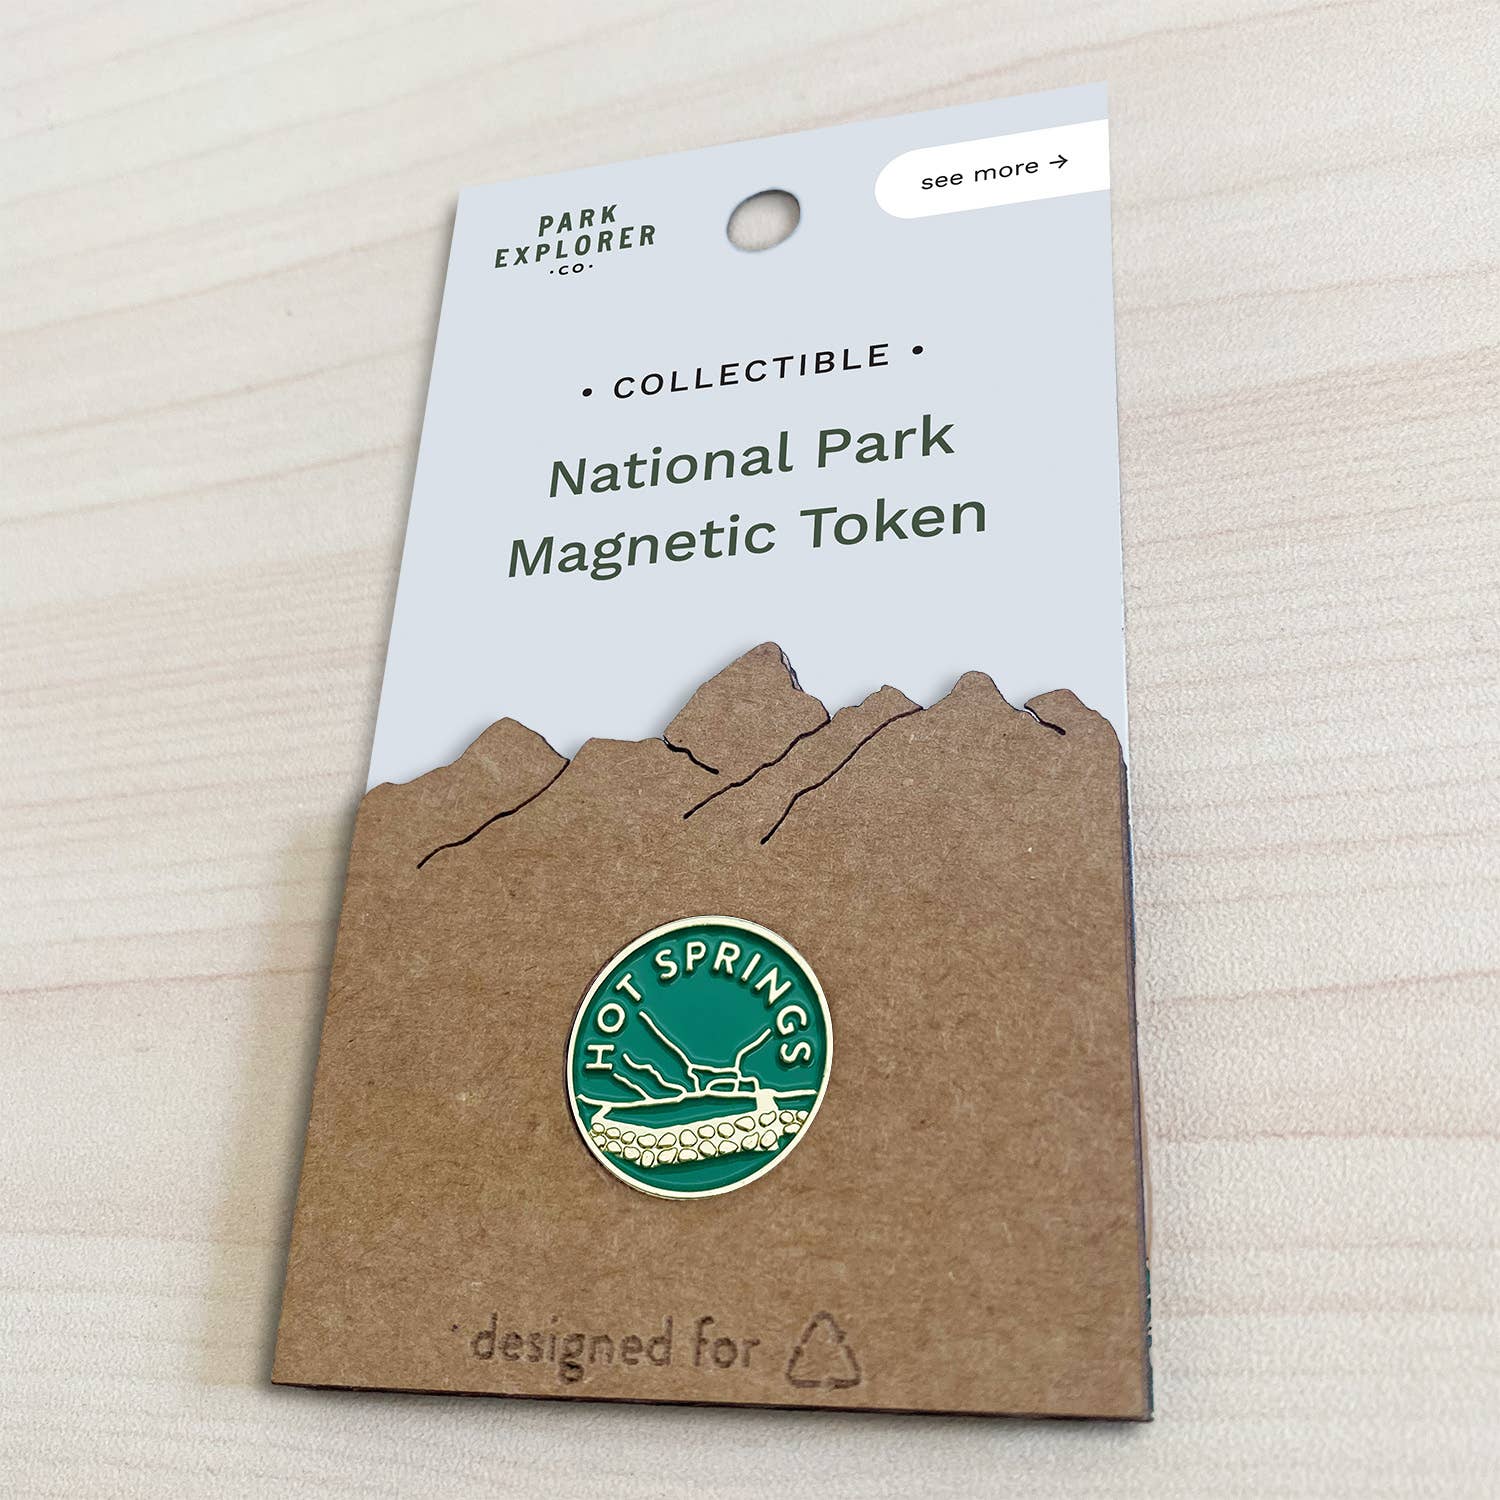 PARK
EXPLORER
·CO·
see more →
• COLLECTIBLE •
National Park
Magnetic Token
HOT SPRINGS
designed for